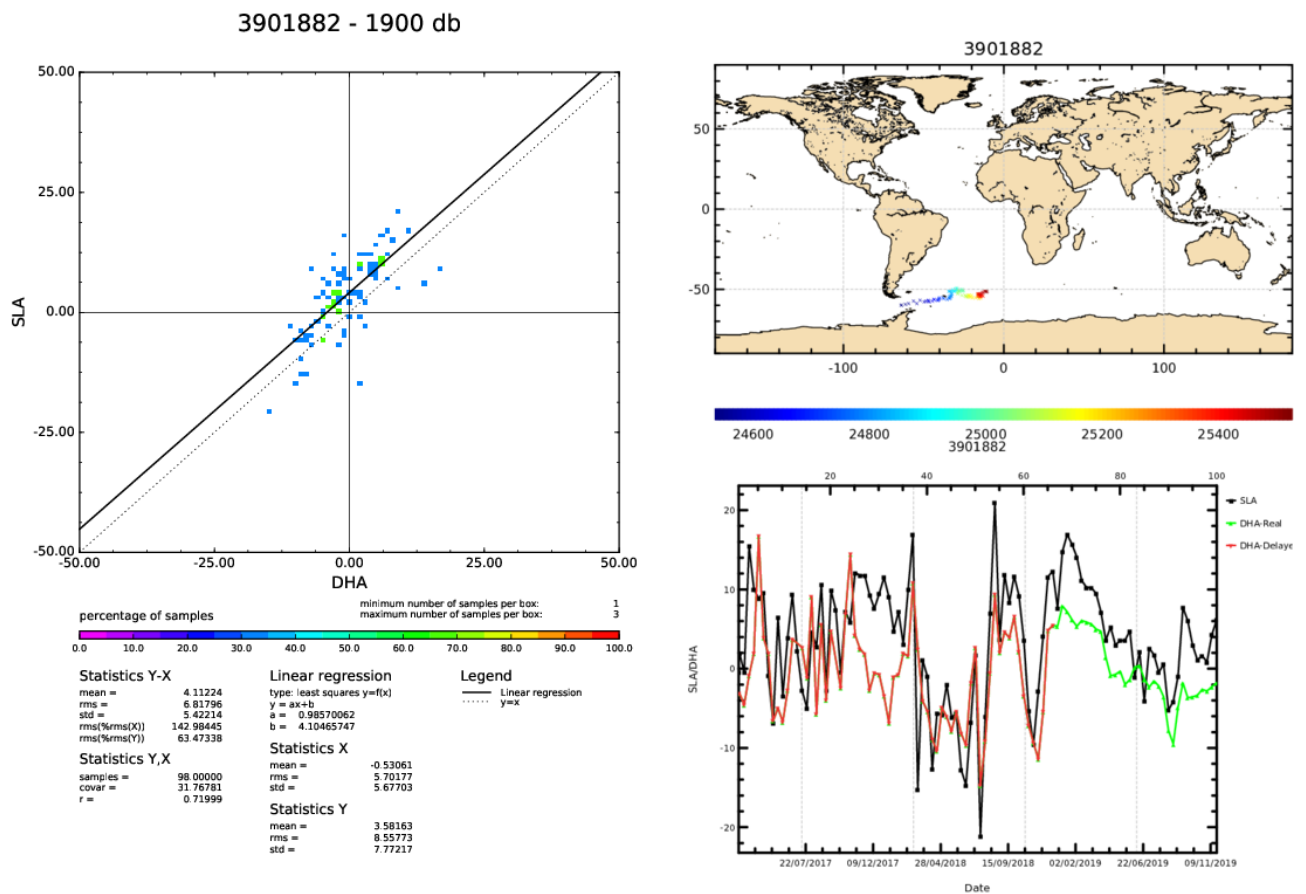 3901882 - 1900 db
50.00
25.00
0.00
-25.00
-50.00
SLA
-50.00 -25.00 0.00 25.00 50.00
DHA
percentage of samples
minimum number of samples per box: 1
maximum number of samples per box: 3
0.0 10.0 20.0 30.0 40.0 50.0 60.0 70.0 80.0 90.0 100.0
Statistics Y-X
mean = 4.11224
rms = 6.81796
std = 5.42214
rms(%rms(X)) 142.98445
rms(%rms(Y)) 63.47338
Statistics Y,X
samples = 98.00000
covar = 31.76781
r = 0.71999
Linear regression
type: least squares y=f(x)
y = ax+b
a = 0.98570062
b = 4.10465747
Statistics X
mean = -0.53061
rms = 5.70177
std = 5.67703
Statistics Y
mean = 3.58163
rms = 8.55773
std = 7.77217
Legend
Linear regression
y=x
3901882
50
0
-50
-100 0 100
24600 24800 25000 25200 25400
3901882
20 40 60 80 100
20
10
0
-10
-20
SLA/DHA
SLA
DHA-Real
DHA-Delaye
22/07/2017 09/12/2017 28/04/2018 15/09/2018 02/02/2019 22/06/2019 09/11/2019
Date